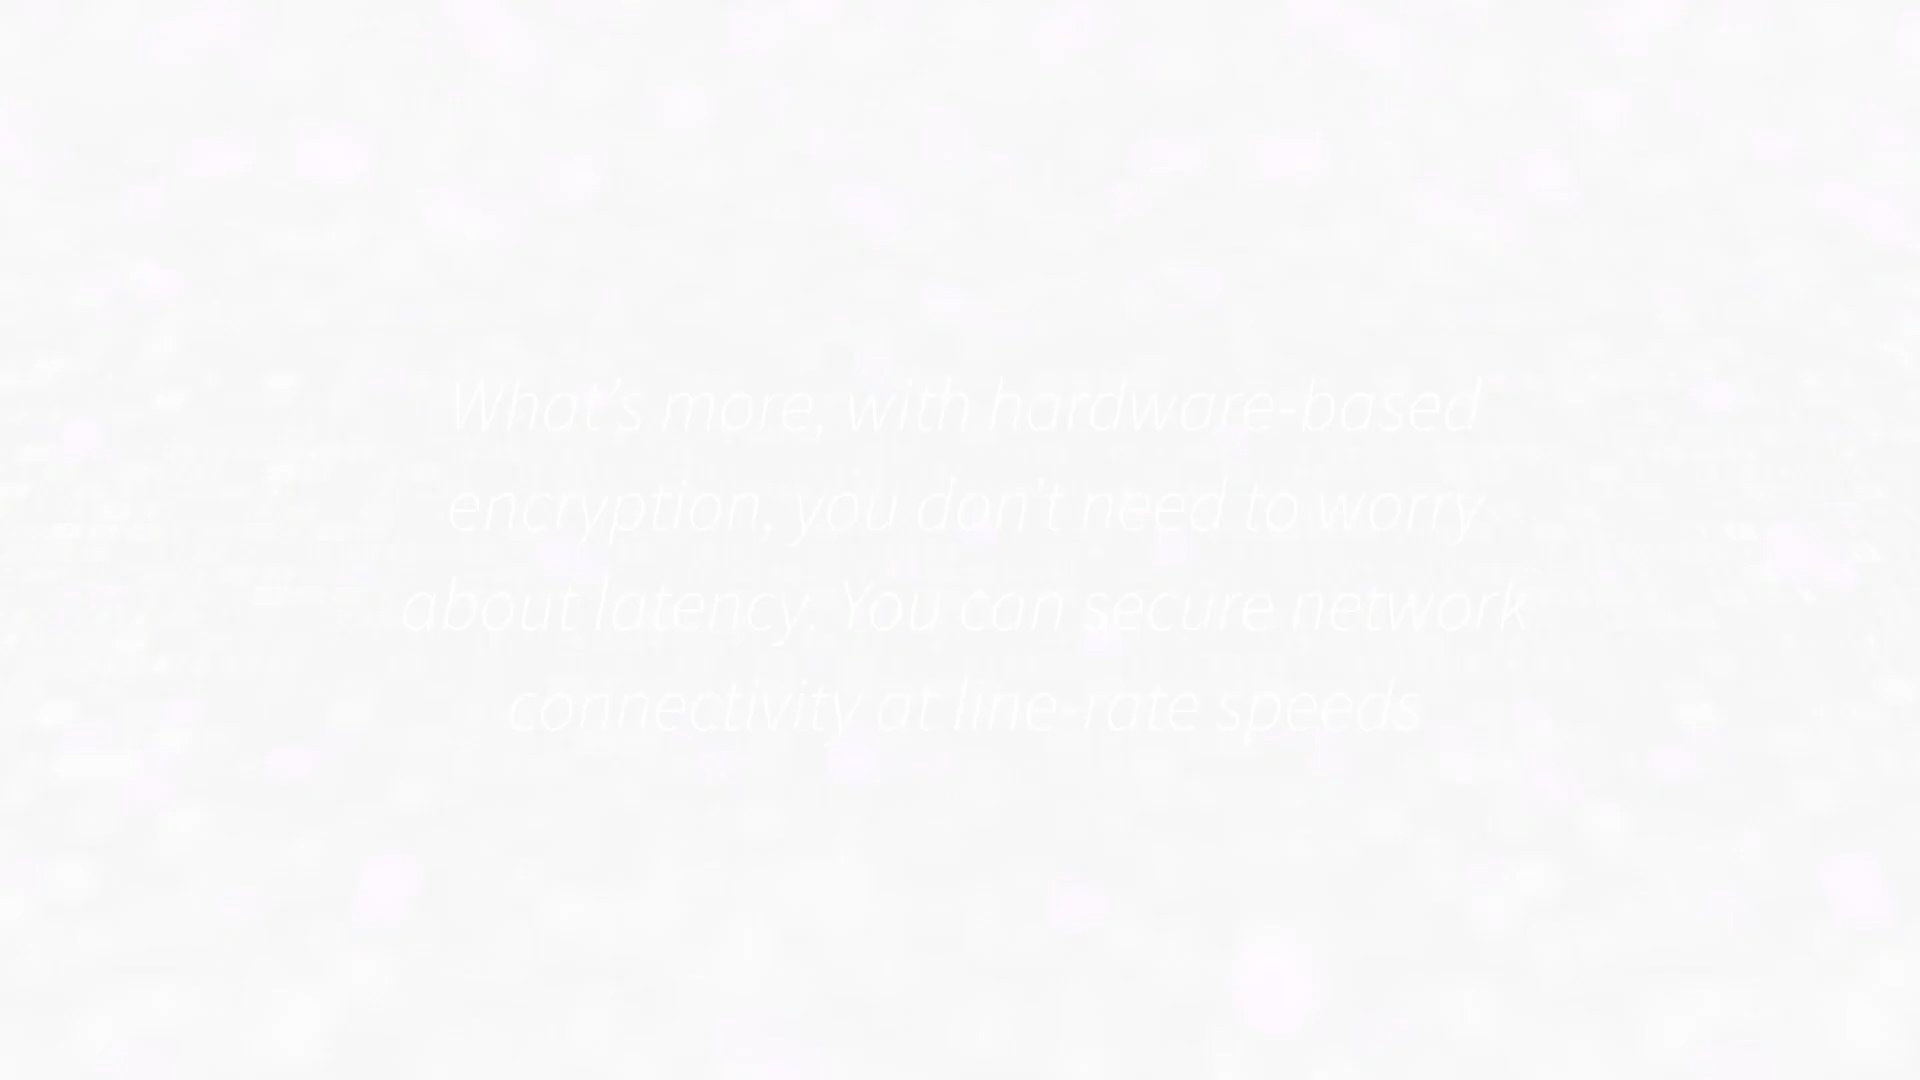 What’s more, with hardware-based
encryption, you don't need to worry
about latency. You can secure network
connectivity at line-rate speeds